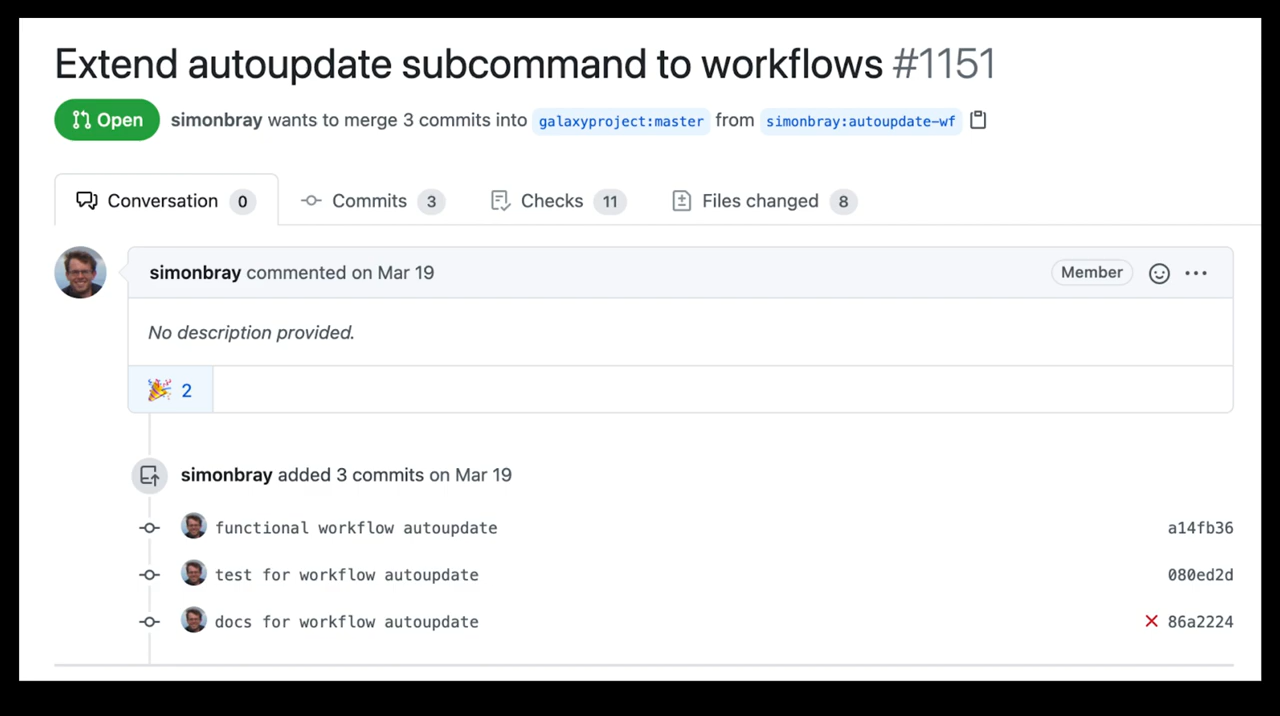 Extend autoupdate subcommand to workflows #1151
Open simonbray wants to merge 3 commits into galaxyproject:master from simonbray:autoupdate-wf
Conversation 0 Commits 3 Checks 11 Files changed 8
simonbray commented on Mar 19 Member
No description provided.
2
simonbray added 3 commits on Mar 19
functional workflow autoupdate a14fb36
test for workflow autoupdate 080ed2d
docs for workflow autoupdate 86a2224